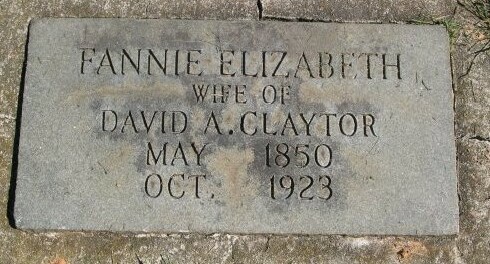 FANNIE ELIZABETH
WIFE OF
DAVID A. CLAYTOR
MAY 1850
OCT. 1923